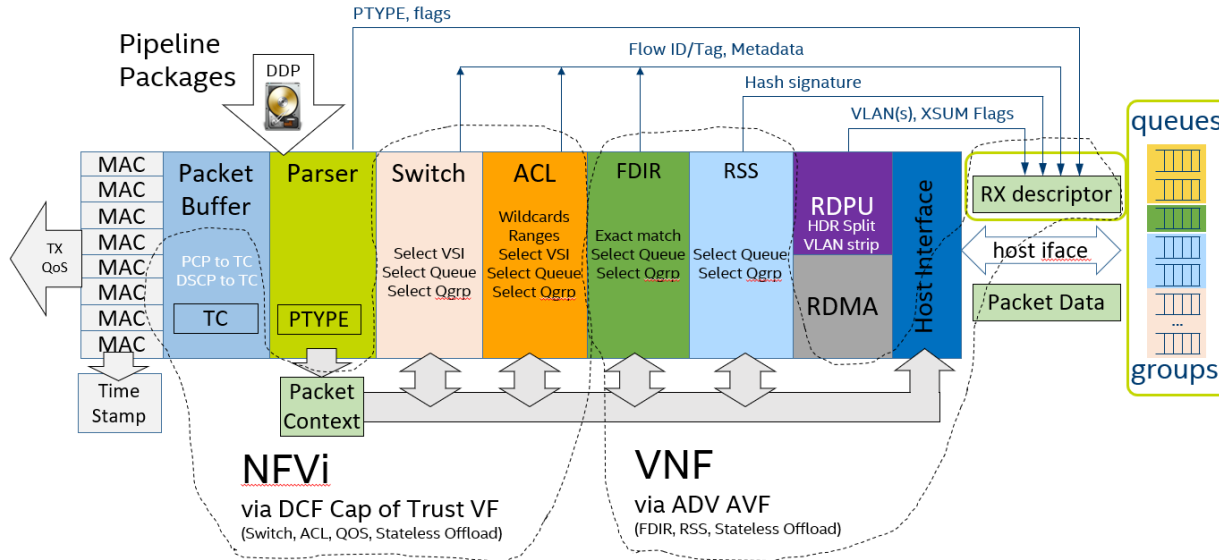 Pipeline
Packages
DDP
PTYPE, flags
Flow ID/Tag, Metadata
Hash signature
VLAN(s), XSUM Flags
TX
QoS
MAC
MAC
MAC
MAC
MAC
MAC
MAC
MAC
Time
Stamp
Packet
Buffer
PCP to TC
DSCP to TC
TC
Parser
PTYPE
Packet
Context
Switch
Select VSI
Select Queue
Select Qgrp
ACL
Wildcards
Ranges
Select VSI
Select Queue
Select Qgrp
FDIR
Exact match
Select Queue
Select Qgrp
RSS
Select Queue
Select Qgrp
RDPU
HDR Split
VLAN strip
RDMA
Host Interface
RX descriptor
host iface
Packet Data
queues
...
groups
NFVi
via DCF Cap of Trust VF
(Switch, ACL, QOS, Stateless Offload)
VNF
via ADV AVF
(FDIR, RSS, Stateless Offload)